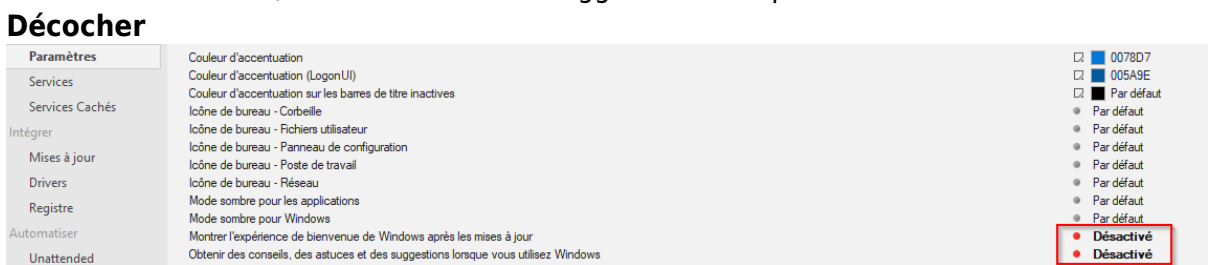 Décocher
Paramètres
Services
Services Cachés
Intégrer
Mises à jour
Drivers
Registre
Automatiser
Unattended
Couleur d'accentuation 0078D7
Couleur d'accentuation (LogonUI) 005A9E
Couleur d'accentuation sur les barres de titre inactives Par défaut
Icône de bureau - Corbeille Par défaut
Icône de bureau - Fichiers utilisateur Par défaut
Icône de bureau - Panneau de configuration Par défaut
Icône de bureau - Poste de travail Par défaut
Icône de bureau - Réseau Par défaut
Mode sombre pour les applications Par défaut
Mode sombre pour Windows Par défaut
Montrer l'expérience de bienvenue de Windows après les mises à jour Désactivé
Obtenir des conseils, des astuces et des suggestions lorsque vous utilisez Windows Désactivé